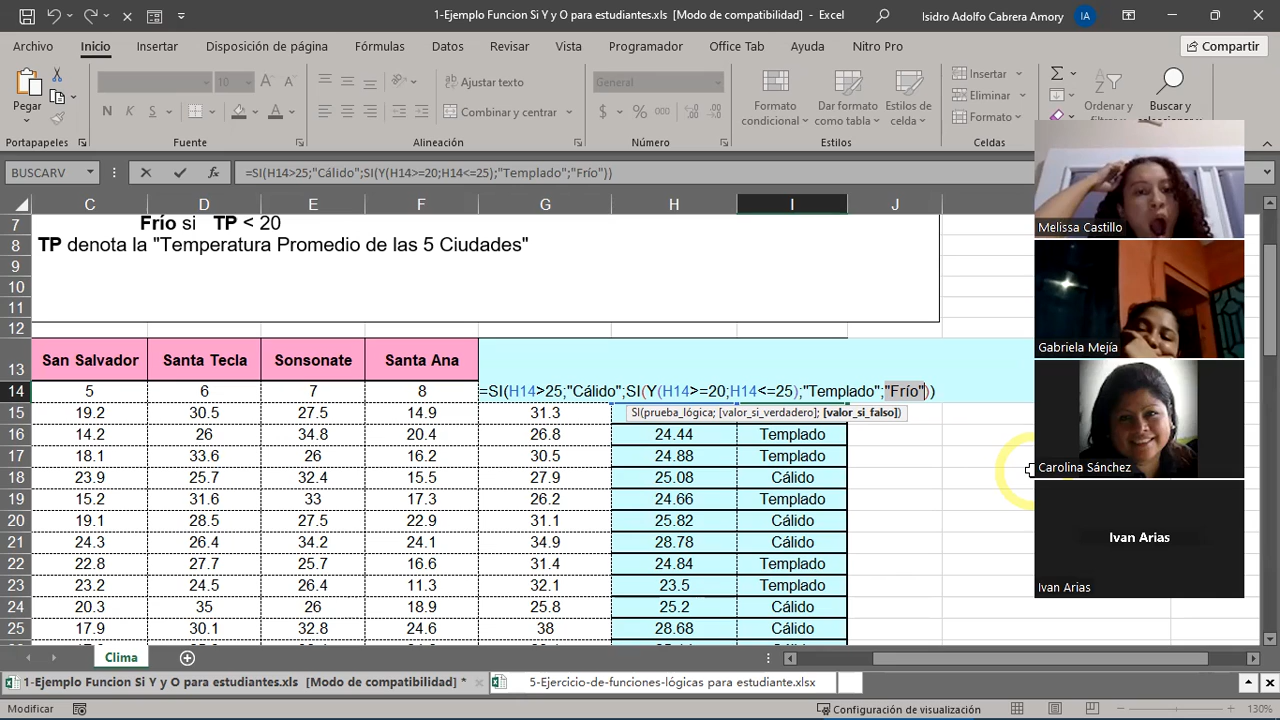 1-Ejemplo Funcion Si Y y O para estudiantes.xls [Modo de compatibilidad] - Excel
Isidro Adolfo Cabrera Amory
IA
Archivo Inicio Insertar Disposición de página Fórmulas Datos Revisar Vista Programador Office Tab Ayuda Nitro Pro
Compartir
Pegar
N K S
10
Ajustar texto
Combinar y centrar
General
$ % 000
Formato condicional
Dar formato como tabla
Estilos de celda
Insertar
Eliminar
Formato
Ordenar y
Buscar y
Portapapeles Fuente Alineación Número Estilos Celdas
BUSCARV
=SI(H14>25;"Cálido";SI(Y(H14>=20;H14<=25);"Templado";"Frío"))
C D E F G H I J
7 Frío si TP < 20
8 TP denota la "Temperatura Promedio de las 5 Ciudades"
9
10
11
12
13 San Salvador Santa Tecla Sonsonate Santa Ana
14 5 6 7 8 =SI(H14>25;"Cálido";SI(Y(H14>=20;H14<=25);"Templado";"Frío"))
SI(prueba_lógica; [valor_si_verdadero]; [valor_si_falso])
15 19.2 30.5 27.5 14.9 31.3
16 14.2 26 34.8 20.4 26.8 24.44 Templado
17 18.1 33.6 26 16.2 30.5 24.88 Templado
18 23.9 25.7 32.4 15.5 27.9 25.08 Cálido
19 15.2 31.6 33 17.3 26.2 24.66 Templado
20 19.1 28.5 27.5 22.9 31.1 25.82 Cálido
21 24.3 26.4 34.2 24.1 34.9 28.78 Cálido
22 22.8 27.7 25.7 16.6 31.4 24.84 Templado
23 23.2 24.5 26.4 11.3 32.1 23.5 Templado
24 20.3 35 26 18.9 25.8 25.2 Cálido
25 17.9 30.1 32.8 24.6 38 28.68 Cálido
Melissa Castillo
Gabriela Mejía
Carolina Sánchez
Ivan Arias
Ivan Arias
Clima
1-Ejemplo Funcion Si Y y O para estudiantes.xls [Modo de compatibilidad] *
5-Ejercicio-de-funciones-lógicas para estudiante.xlsx
Modificar
Configuración de visualización
130%